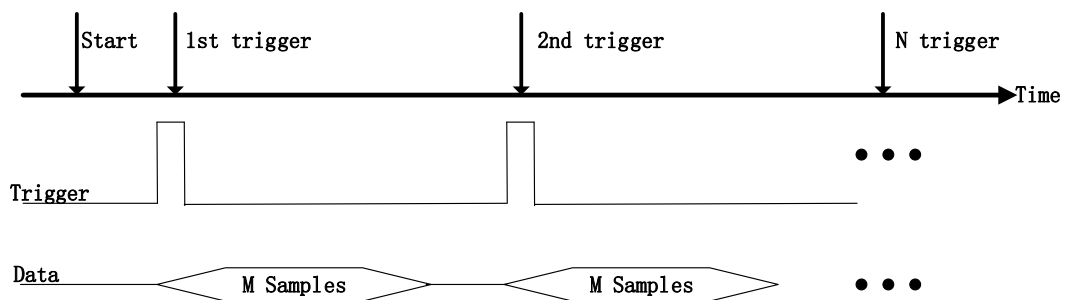 Start
1st trigger
2nd trigger
N trigger
Time
Trigger
Data
M Samples
M Samples